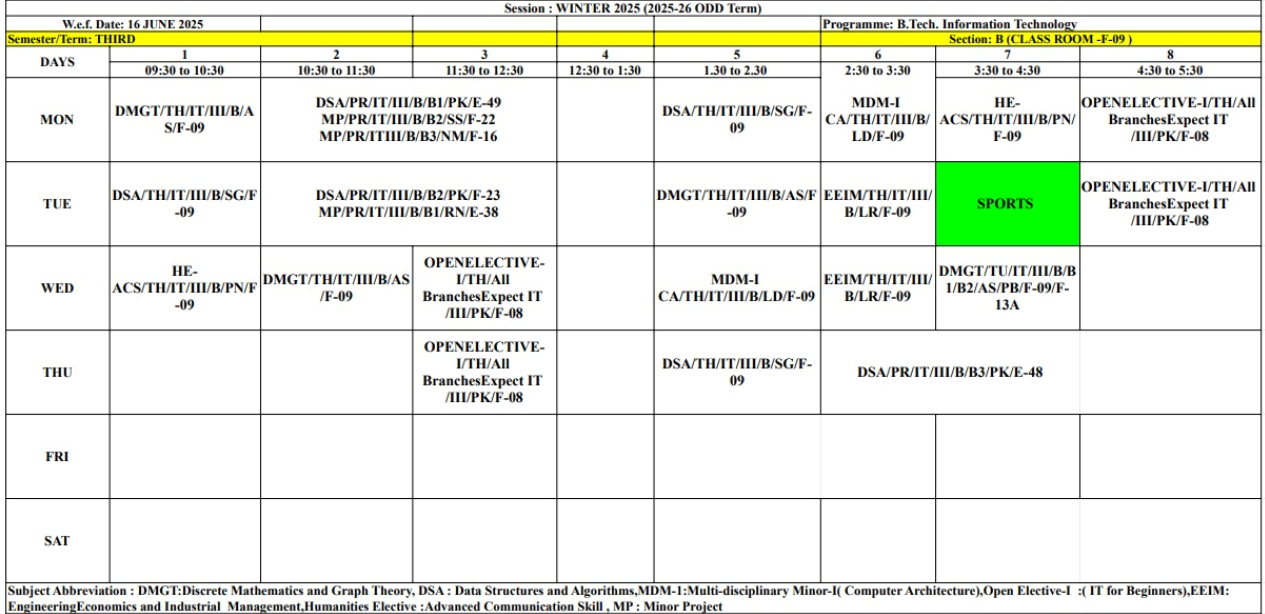 Session : WINTER 2025 (2025-26 ODD Term)
W.e.f. Date: 16 JUNE 2025
Programme: B.Tech. Information Technology
Semester/Term: THIRD
Section: B (CLASS ROOM -F-09 )
DAYS
1
2
3
4
5
6
7
8
09:30 to 10:30
10:30 to 11:30
11:30 to 12:30
12:30 to 1:30
1.30 to 2.30
2:30 to 3:30
3:30 to 4:30
4:30 to 5:30
MON
DMGT/TH/IT/III/B/A
S/F-09
DSA/PR/IT/III/B/B1/PK/E-49
MP/PR/IT/III/B/B2/SS/F-22
MP/PR/ITIII/B/B3/NM/F-16
DSA/TH/IT/III/B/SG/F-
09
MDM-I
CA/TH/IT/III/B/
LD/F-09
HE-
ACS/TH/IT/III/B/PN/
F-09
OPENELECTIVE-I/TH/All
BranchesExpect IT
/III/PK/F-08
TUE
DSA/TH/IT/III/B/SG/F
-09
DSA/PR/IT/III/B/B2/PK/F-23
MP/PR/IT/III/B/B1/RN/E-38
DMGT/TH/IT/III/B/AS/F
-09
EEIM/TH/IT/III/
B/LR/F-09
SPORTS
OPENELECTIVE-I/TH/All
BranchesExpect IT
/III/PK/F-08
WED
HE-
ACS/TH/IT/III/B/PN/F
-09
DMGT/TH/IT/III/B/AS
/F-09
OPENELECTIVE-
I/TH/All
BranchesExpect IT
/III/PK/F-08
MDM-I
CA/TH/IT/III/B/LD/F-09
EEIM/TH/IT/III/
B/LR/F-09
DMGT/TU/IT/III/B/B
1/B2/AS/PB/F-09/F-
13A
THU
OPENELECTIVE-
I/TH/All
BranchesExpect IT
/III/PK/F-08
DSA/TH/IT/III/B/SG/F-
09
DSA/PR/IT/III/B/B3/PK/E-48
FRI
SAT
Subject Abbreviation : DMGT:Discrete Mathematics and Graph Theory, DSA : Data Structures and Algorithms,MDM-1:Multi-disciplinary Minor-I( Computer Architecture),Open Elective-I :( IT for Beginners),EEIM:
EngineeringEconomics and Industrial Management,Humanities Elective :Advanced Communication Skill , MP : Minor Project